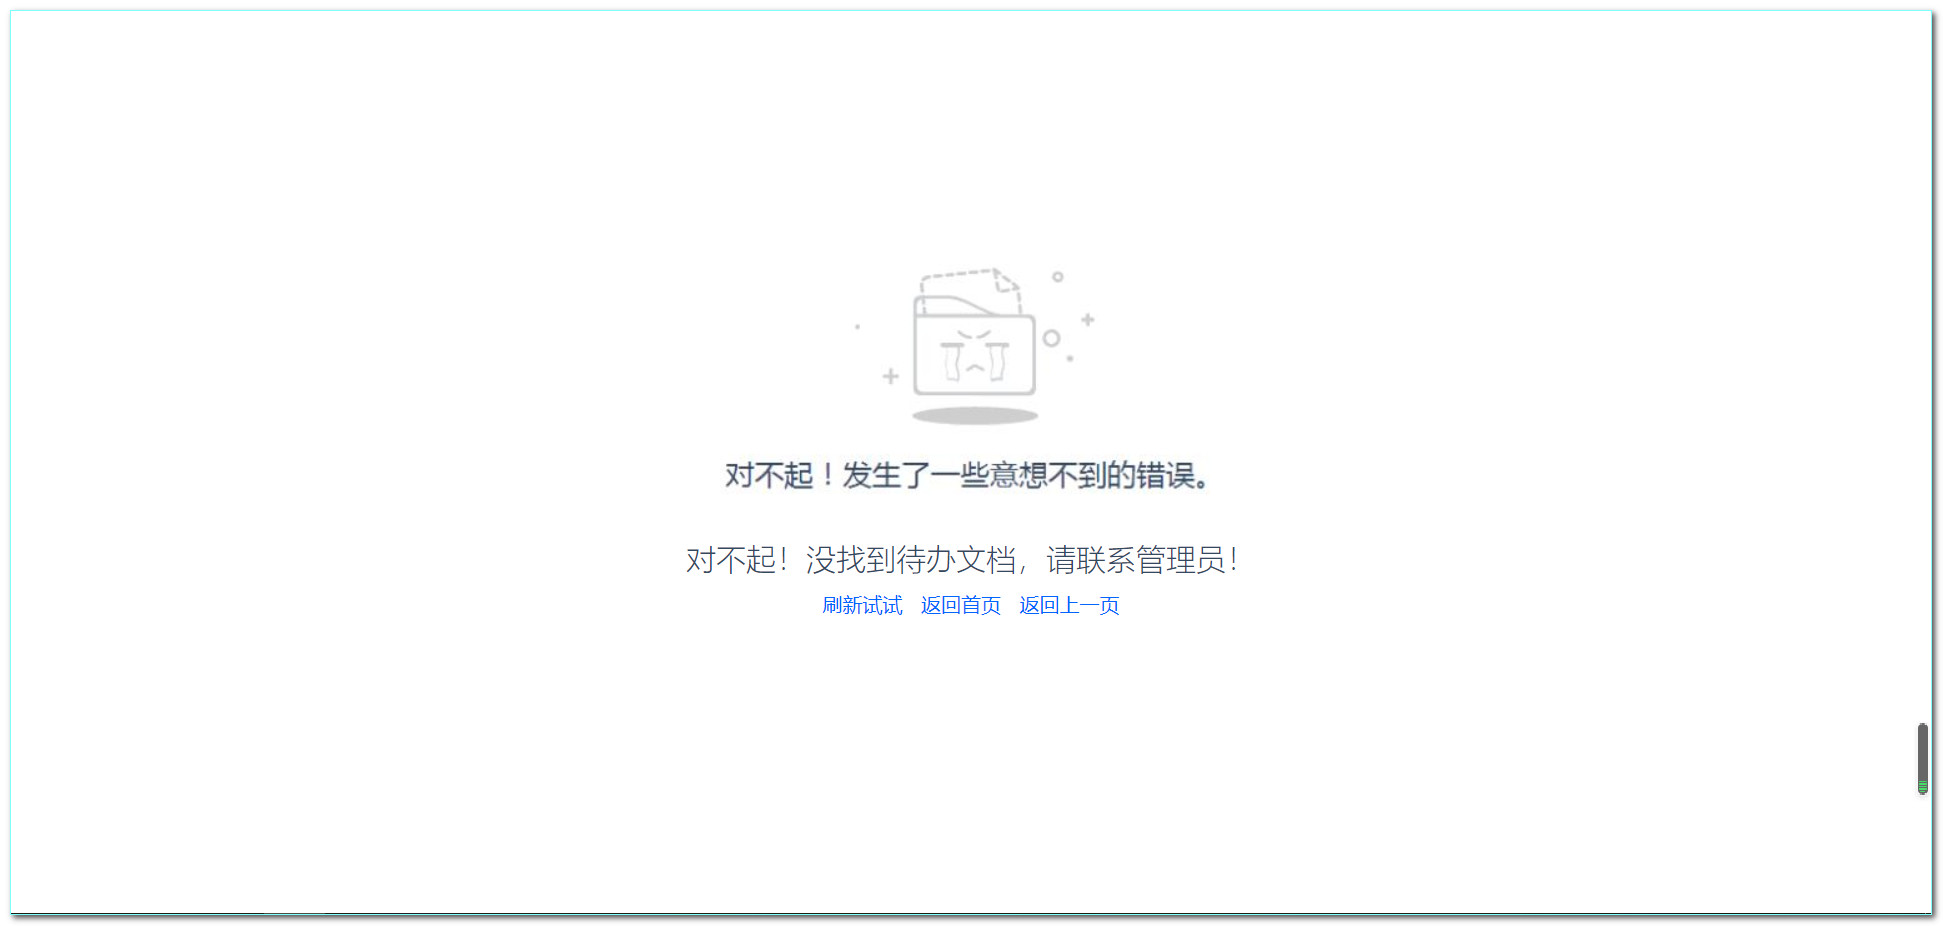 对不起！发生了一些意想不到的错误。
对不起！没找到待办文档，请联系管理员！
刷新试试 返回首页 返回上一页